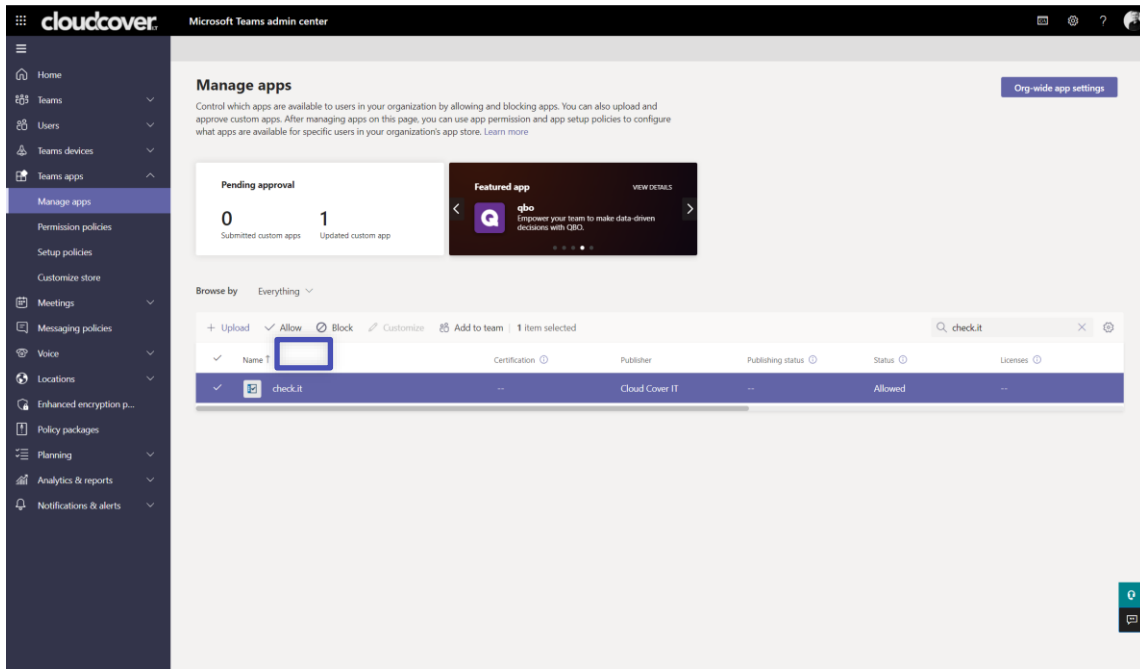 cloudcover.IT
Microsoft Teams admin center
Home
Teams
Users
Teams devices
Teams apps
Manage apps
Permission policies
Setup policies
Customize store
Meetings
Messaging policies
Voice
Locations
Enhanced encryption p...
Policy packages
Planning
Analytics & reports
Notifications & alerts
Manage apps
Org-wide app settings
Control which apps are available to users in your organization by allowing and blocking apps. You can also upload and
approve custom apps. After managing apps on this page, you can use app permission and app setup policies to configure
what apps are available for specific users in your organization's app store. Learn more
Pending approval
0 1
Submitted custom apps Updated custom app
Featured app VIEW DETAILS
Q
qbo
Empower your team to make data-driven
decisions with QBO.
Browse by Everything
+ Upload Allow Block Customize Add to team 1 item selected check.it
Name ↑ Certification Publisher Publishing status Status Licenses
check.it -- Cloud Cover IT -- Allowed --